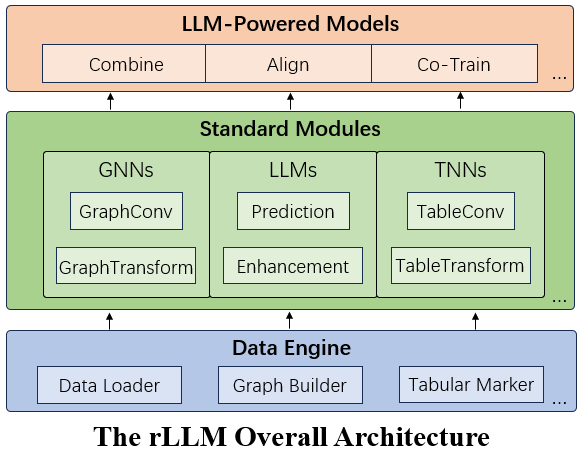 LLM-Powered Models
Combine Align Co-Train
...
Standard Modules
GNNs LLMs TNNs
GraphConv Prediction TableConv
GraphTransform Enhancement TableTransform
...
Data Engine
Data Loader Graph Builder Tabular Marker
...
The rLLM Overall Architecture